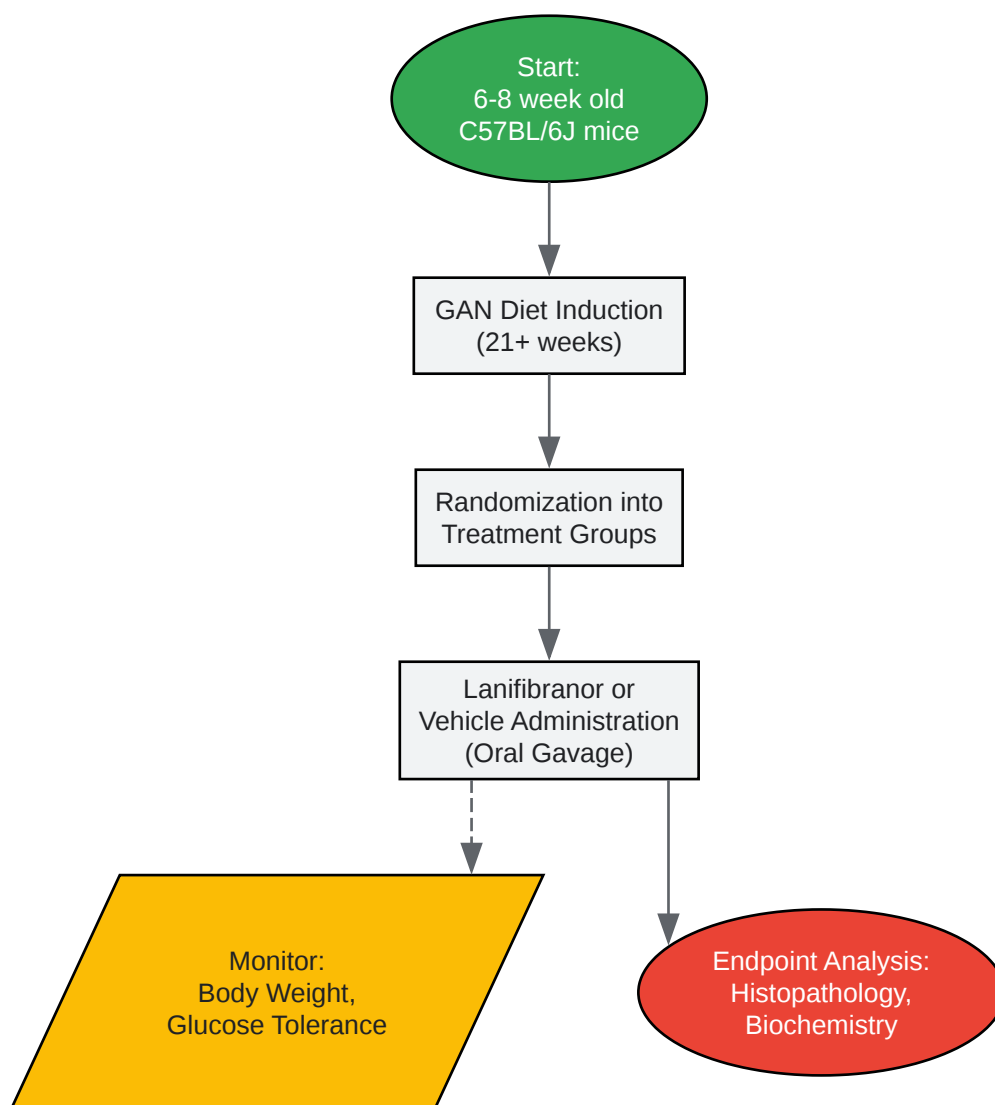 Start:
6-8 week old
C57BL/6J mice
GAN Diet Induction
(21+ weeks)
Randomization into
Treatment Groups
Lanifibranor or
Vehicle Administration
(Oral Gavage)
Monitor:
Body Weight,
Glucose Tolerance
Endpoint Analysis:
Histopathology,
Biochemistry